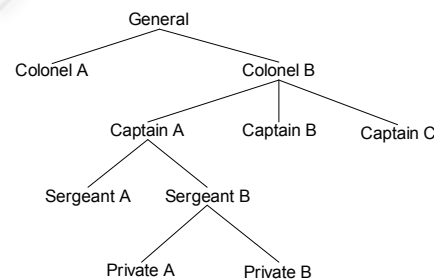 General
Colonel A
Colonel B
Captain A
Captain B
Captain C
Sergeant A
Sergeant B
Private A
Private B